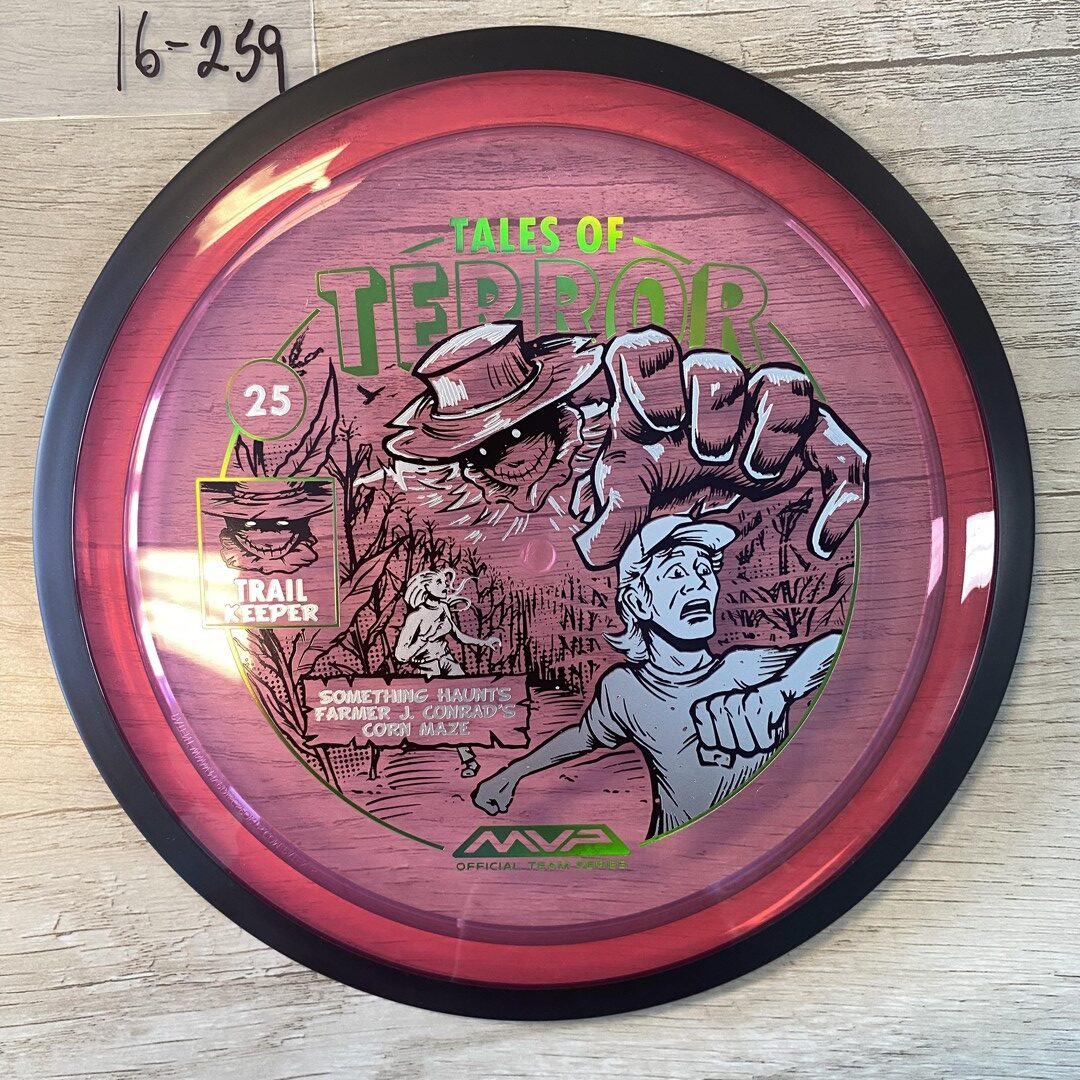 16-259
TALES OF
TERROR
25
TRAIL
KEEPER
SOMETHING HAUNTS
FARMER J. CONRAD'S
CORN MAZE
MVP
OFFICIAL TEAM SERIES